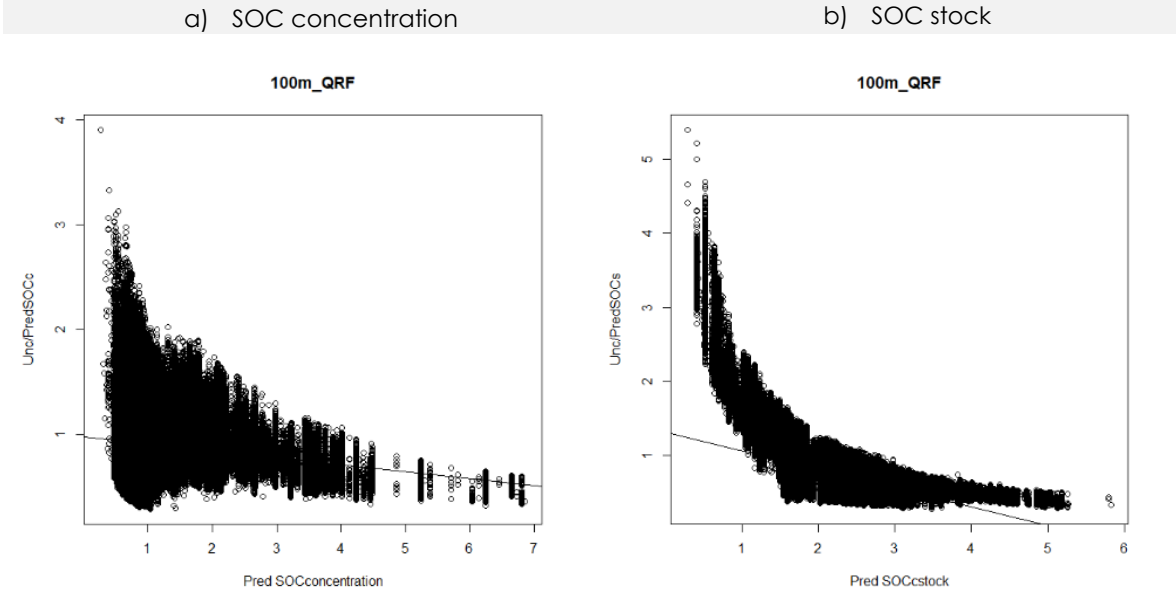 a) SOC concentration
b) SOC stock
100m_QRF
4
3
2
1
Unc/PredSOCc
1 2 3 4 5 6 7
Pred SOCconcentration
100m_QRF
5
4
3
2
1
Unc/PredSOCs
1 2 3 4 5 6
Pred SOCcstock